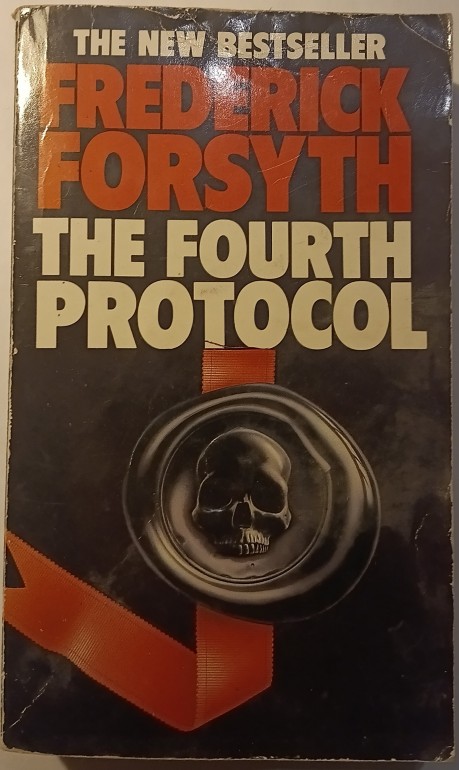 THE NEW BESTSELLER
FREDERICK
FORSYTH
THE FOURTH
PROTOCOL